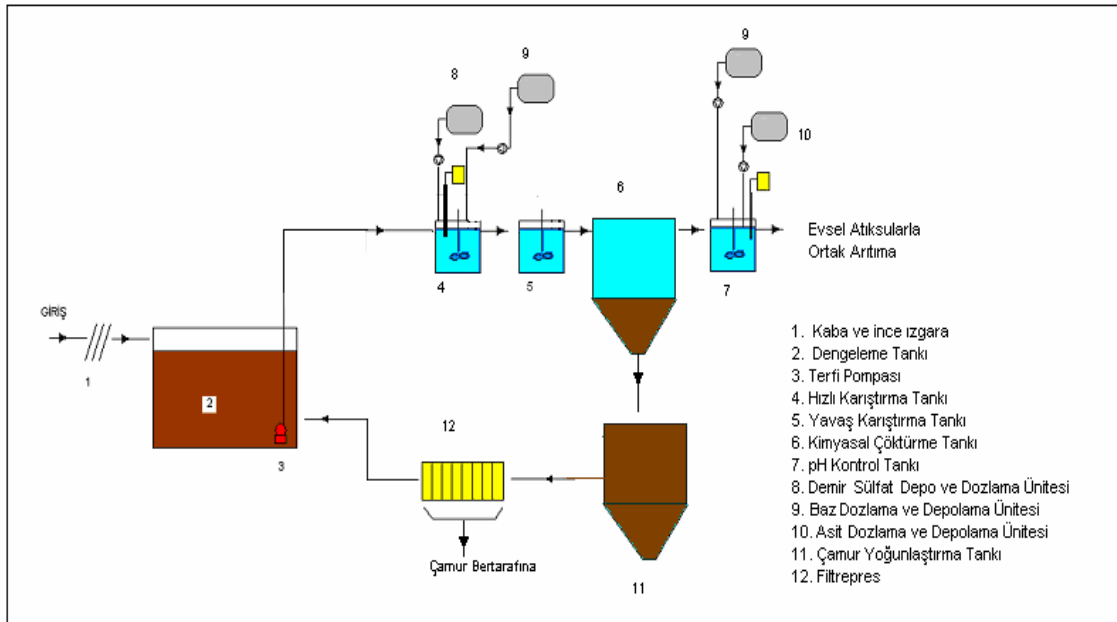 9
8
9
10
6
Evsel Atıksularla
Ortak Arıtıma
4
5
7
GİRİŞ
1
2
3
12
Çamur Bertarafına
11
1. Kaba ve ince ızgara
2. Dengeleme Tankı
3. Terfi Pompası
4. Hızlı Karıştırma Tankı
5. Yavaş Karıştırma Tankı
6. Kimyasal Çöktürme Tankı
7. pH Kontrol Tankı
8. Demir Sülfat Depo ve Dozlama Ünitesi
9. Baz Dozlama ve Depolama Ünitesi
10. Asit Dozlama ve Depolama Ünitesi
11. Çamur Yoğunlaştırma Tankı
12. Filtrepres